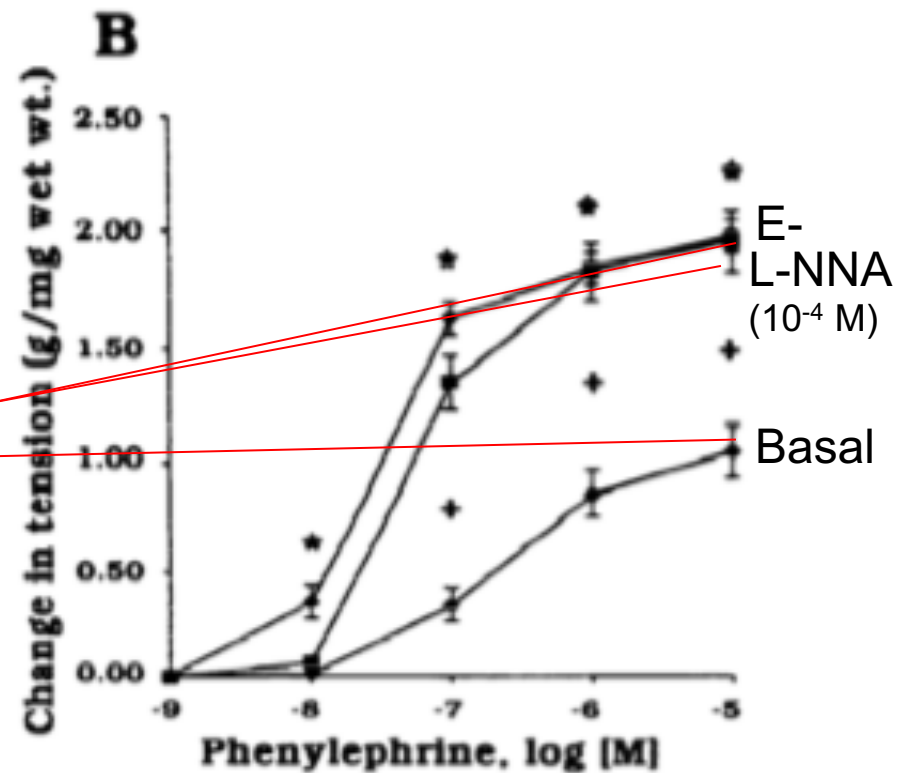 B
Change in tension (g/mg wet wt.)
2.50
2.00
1.50
1.00
0.50
0.00
-9 -8 -7 -6 -5
Phenylephrine, log [M]
E-
L-NNA
(10⁻⁴ M)
Basal